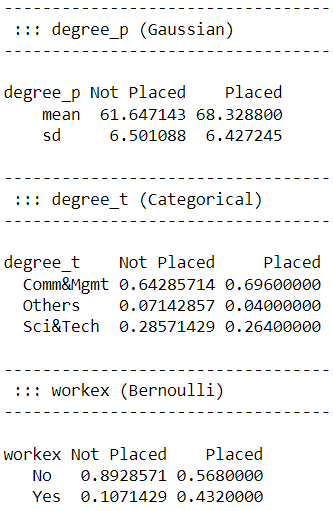 ---------------------------------
::: degree_p (Gaussian)
---------------------------------
degree_p Not Placed    Placed
    mean  61.647143 68.328800
    sd     6.501088  6.427245
---------------------------------
::: degree_t (Categorical)
---------------------------------
degree_t    Not Placed     Placed
  Comm&Mgmt 0.64285714 0.69600000
  Others    0.07142857 0.04000000
  Sci&Tech  0.28571429 0.26400000
---------------------------------
::: workex (Bernoulli)
---------------------------------
workex Not Placed    Placed
   No   0.8928571 0.5680000
   Yes  0.1071429 0.4320000